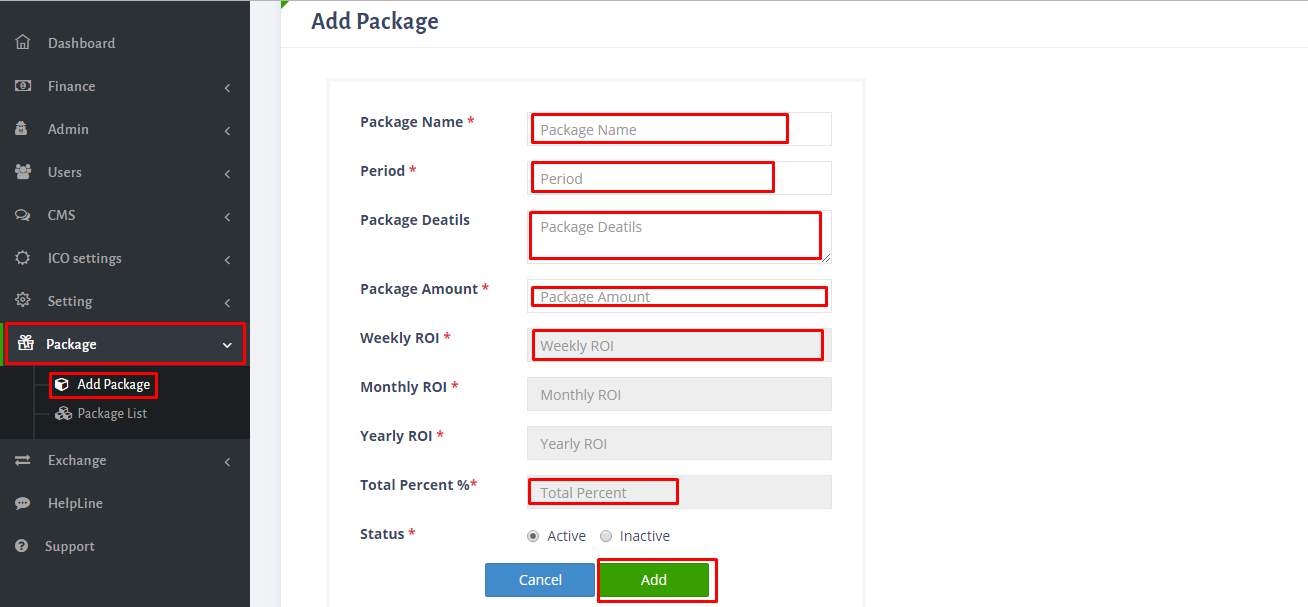 Dashboard
Finance
Admin
Users
CMS
ICO settings
Setting
Package
Add Package
Package List
Exchange
HelpLine
Support
Add Package
Package Name * Package Name
Period * Period
Package Deatils Package Deatils
Package Amount * Package Amount
Weekly ROI * Weekly ROI
Monthly ROI * Monthly ROI
Yearly ROI * Yearly ROI
Total Percent %* Total Percent
Status * Active Inactive
Cancel Add